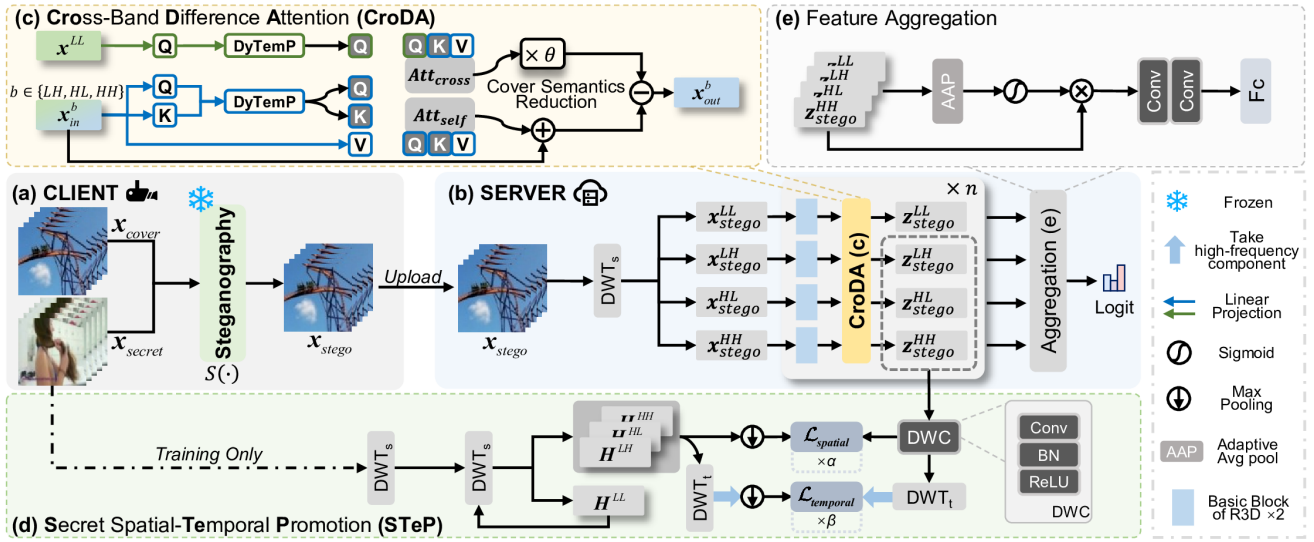 (c) Cross-Band Difference Attention (CroDA)
x^LL
Q
DyTemP
Q
Q K V
Att_cross
× θ
Cover Semantics
Reduction
b ∈ {LH, HL, HH}
x_in^b
Q
K
DyTemP
Q
K
V
Att_self
Q K V
x_out^b
(e) Feature Aggregation
z^LL
z^LH
z^HL
z_stego^HH
AAP
Conv
Conv
Fc
(a) CLIENT
x_cover
x_secret
Steganography
S(·)
x_stego
Upload
(b) SERVER
x_stego
DWT_s
x_stego^LL
x_stego^LH
x_stego^HL
x_stego^HH
CroDA (c)
× n
z_stego^LL
z_stego^LH
z_stego^HL
z_stego^HH
Aggregation (e)
Logit
Frozen
Take
high-frequency
component
Linear
Projection
Sigmoid
Max
Pooling
AAP
Adaptive
Avg pool
Basic Block
of R3D ×2
(d) Secret Spatial-Temporal Promotion (STeP)
Training Only
DWT_s
DWT_s
H^HH
H^HL
H^LH
H^LL
DWT_t
L_spatial
×α
L_temporal
×β
DWC
DWT_t
Conv
BN
ReLU
DWC